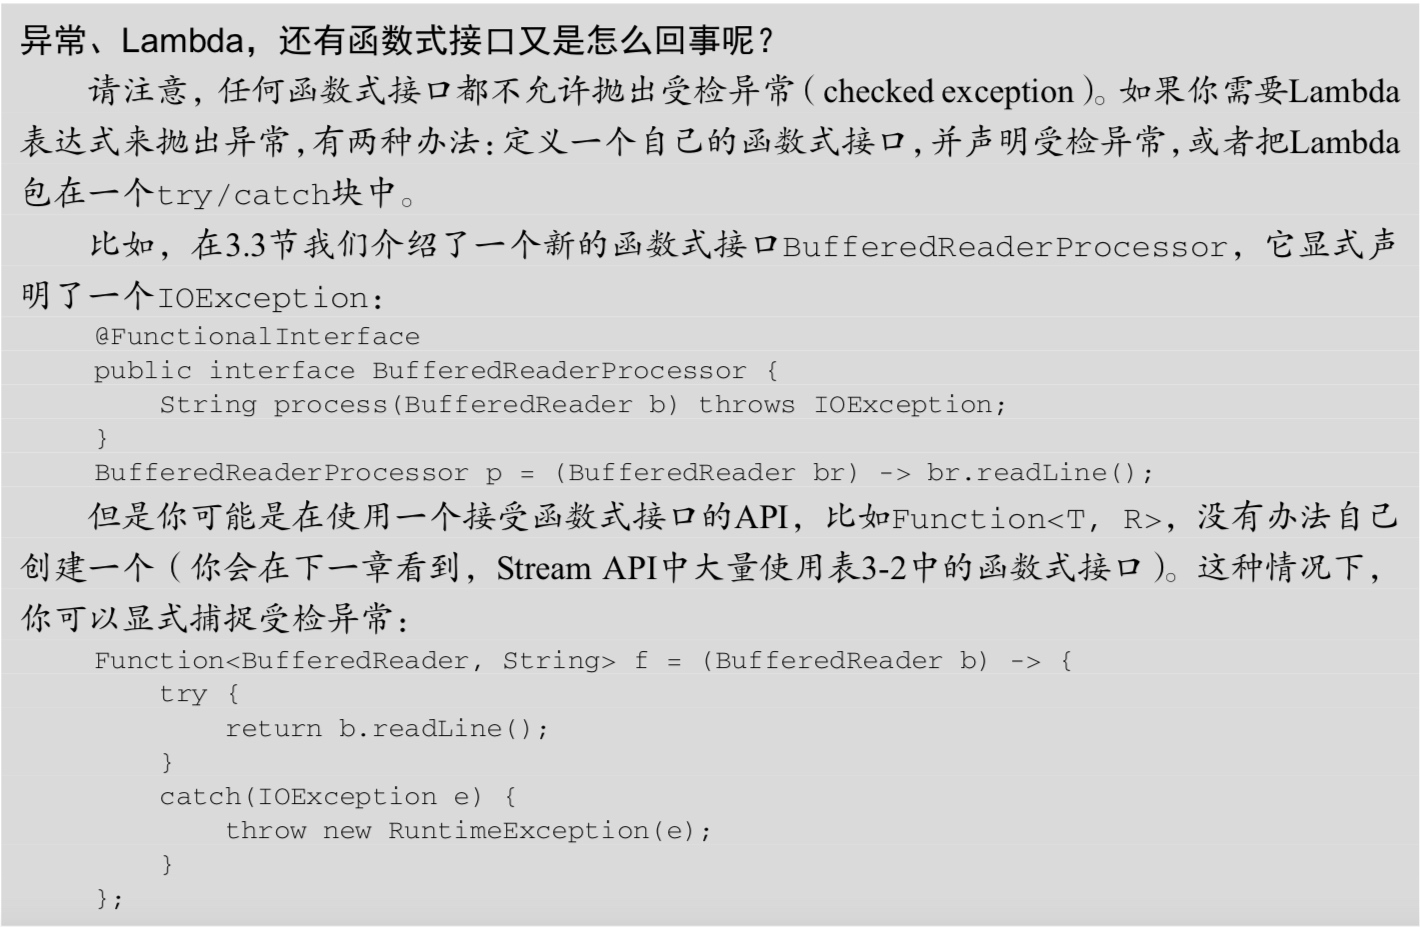 异常、Lambda，还有函数式接口又是怎么回事呢？
请注意，任何函数式接口都不允许抛出受检异常（checked exception）。如果你需要Lambda
表达式来抛出异常，有两种办法：定义一个自己的函数式接口，并声明受检异常，或者把Lambda
包在一个try/catch块中。
比如，在3.3节我们介绍了一个新的函数式接口BufferedReaderProcessor，它显式声
明了一个IOException：
@FunctionalInterface
public interface BufferedReaderProcessor {
    String process(BufferedReader b) throws IOException;
}
BufferedReaderProcessor p = (BufferedReader br) -> br.readLine();
但是你可能是在使用一个接受函数式接口的API，比如Function<T, R>，没有办法自己
创建一个（你会在下一章看到，Stream API中大量使用表3-2中的函数式接口）。这种情况下，
你可以显式捕捉受检异常：
Function<BufferedReader, String> f = (BufferedReader b) -> {
    try {
        return b.readLine();
    }
    catch(IOException e) {
        throw new RuntimeException(e);
    }
};